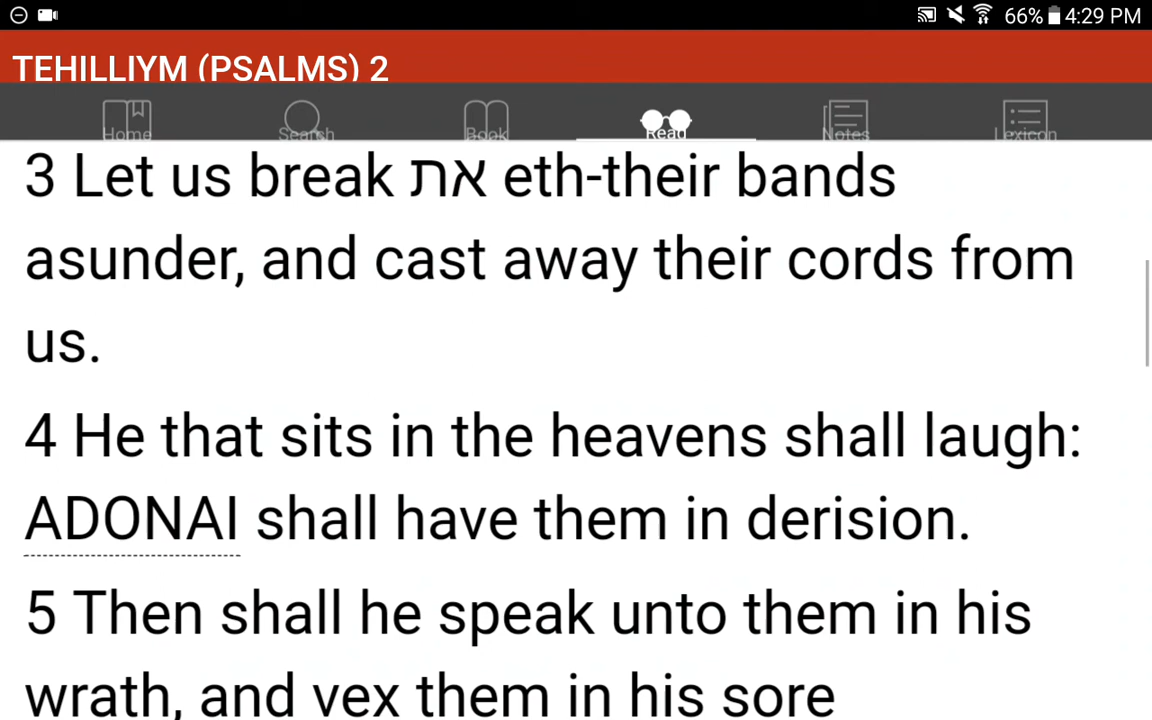 66% 4:29 PM
TEHILLIYM (PSALMS) 2
Home Search Book Read Notes Lexicon
3 Let us break את eth-their bands
asunder, and cast away their cords from
us.
4 He that sits in the heavens shall laugh:
ADONAI shall have them in derision.
5 Then shall he speak unto them in his
wrath, and vex them in his sore